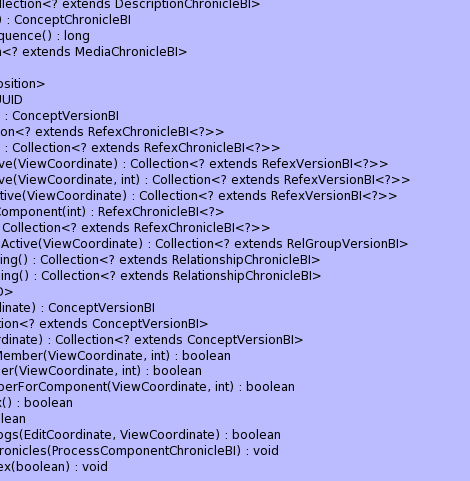 llection<? extends DescriptionChronicleBI>
) : ConceptChronicleBI
quence() : long
n<? extends MediaChronicleBI>
osition>
UUID
: ConceptVersionBI
ion<? extends RefexChronicleBI<?>>
: Collection<? extends RefexChronicleBI<?>>
ve(ViewCoordinate) : Collection<? extends RefexVersionBI<?>>
ve(ViewCoordinate, int) : Collection<? extends RefexVersionBI<?>>
ctive(ViewCoordinate) : Collection<? extends RefexVersionBI<?>>
Component(int) : RefexChronicleBI<?>
Collection<? extends RefexChronicleBI<?>>
Active(ViewCoordinate) : Collection<? extends RelGroupVersionBI>
ing() : Collection<? extends RelationshipChronicleBI>
ning() : Collection<? extends RelationshipChronicleBI>
D>
dinate) : ConceptVersionBI
tion<? extends ConceptVersionBI>
rdinate) : Collection<? extends ConceptVersionBI>
Member(ViewCoordinate, int) : boolean
er(ViewCoordinate, int) : boolean
berForComponent(ViewCoordinate, int) : boolean
x() : boolean
lean
ogs(EditCoordinate, ViewCoordinate) : boolean
ronicles(ProcessComponentChronicleBI) : void
ex(boolean) : void